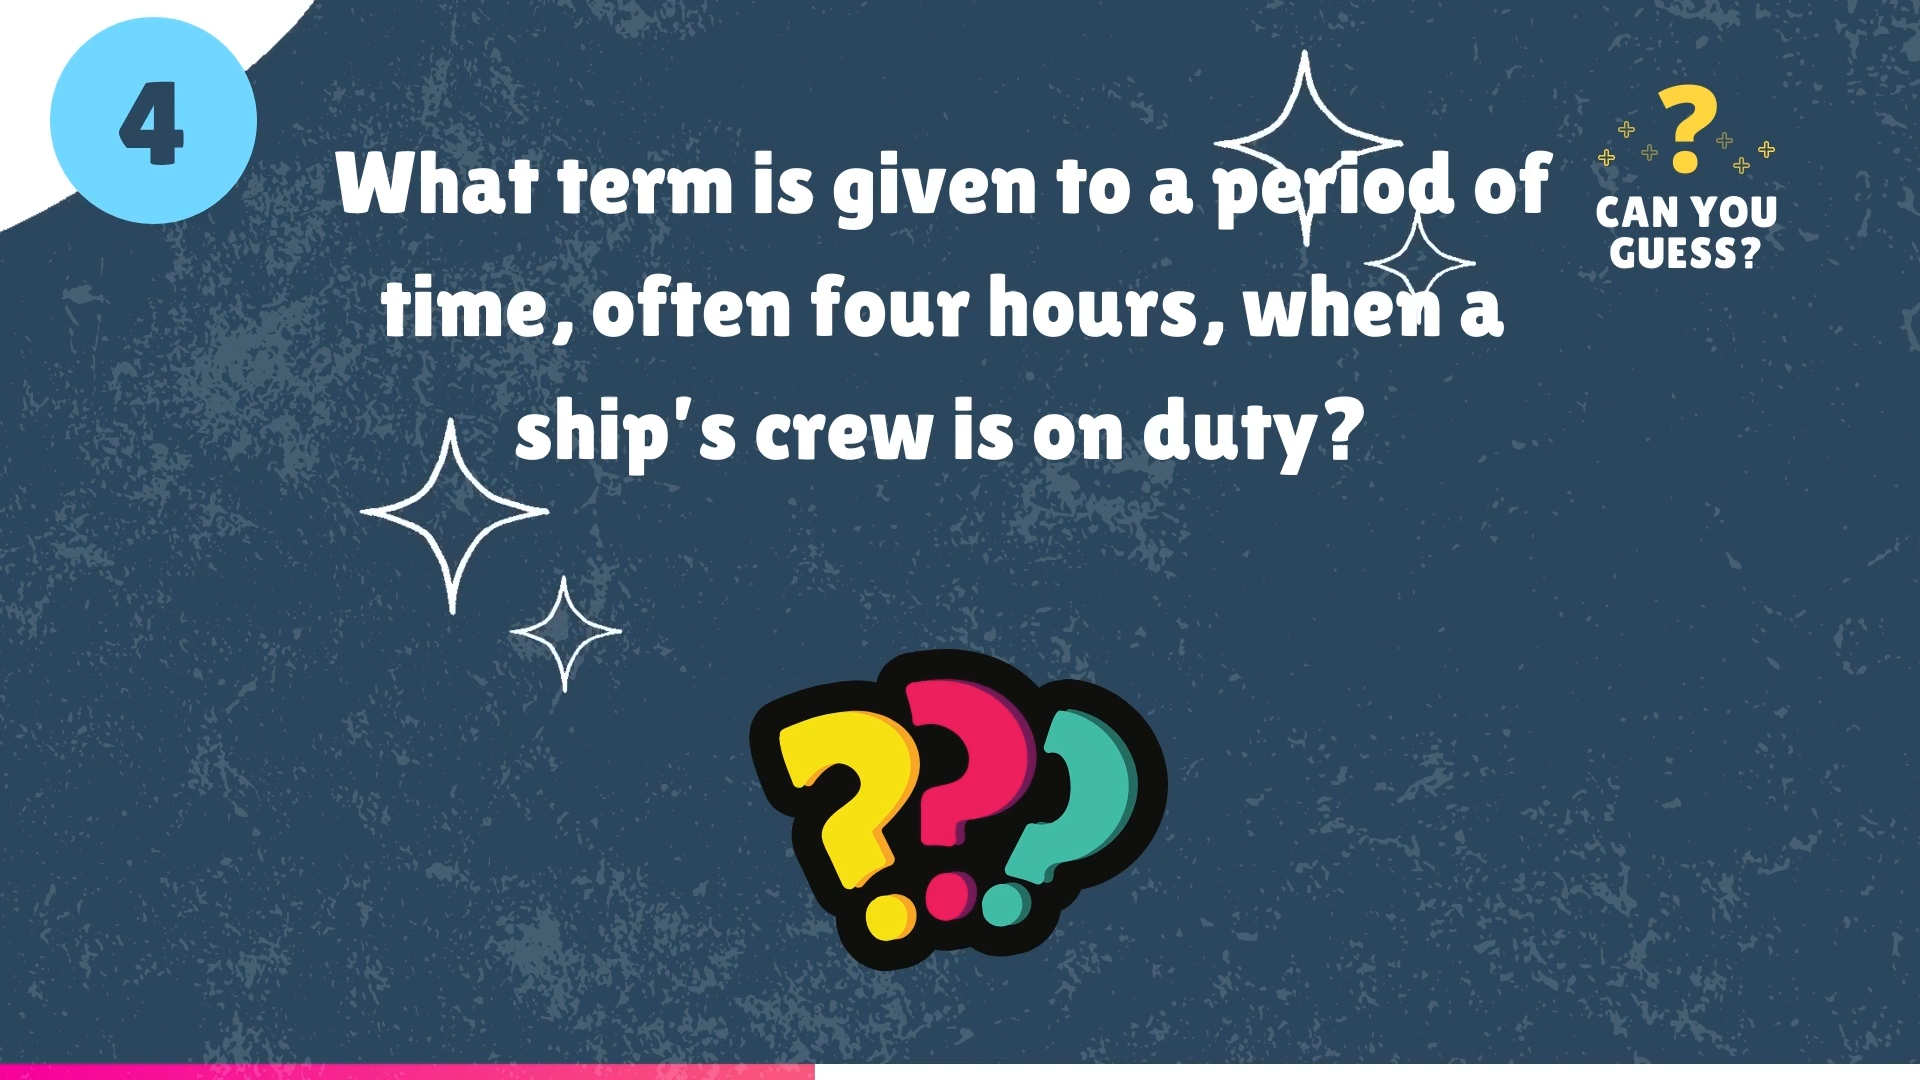 4
What term is given to a period of
time, often four hours, when a
ship's crew is on duty?
?
CAN YOU
GUESS?
???